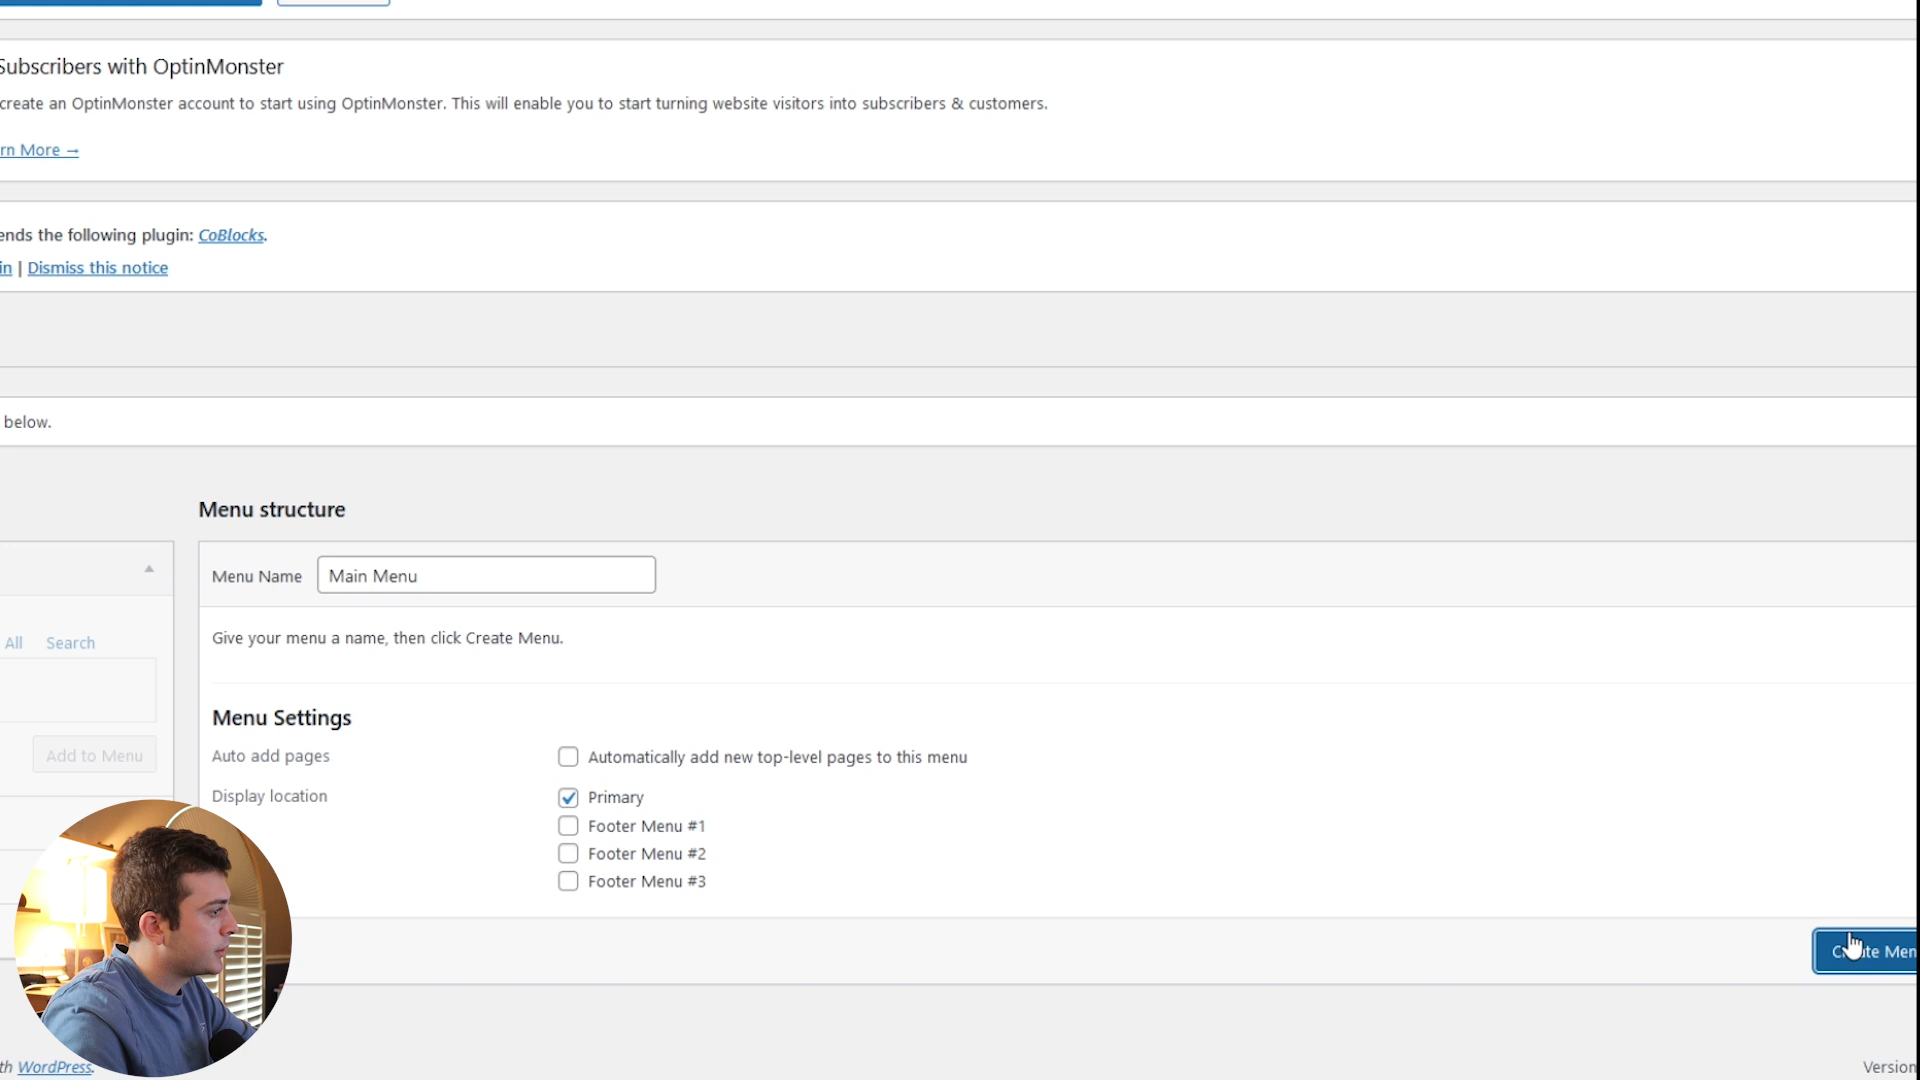 Subscribers with OptinMonster
create an OptinMonster account to start using OptinMonster. This will enable you to start turning website visitors into subscribers & customers.
rn More →
ends the following plugin: CoBlocks.
in | Dismiss this notice
below.
Menu structure
Menu Name Main Menu
Give your menu a name, then click Create Menu.
All Search
Menu Settings
Add to Menu
Auto add pages Automatically add new top-level pages to this menu
Display location Primary
Footer Menu #1
Footer Menu #2
Footer Menu #3
Create Men
th WordPress.
Version